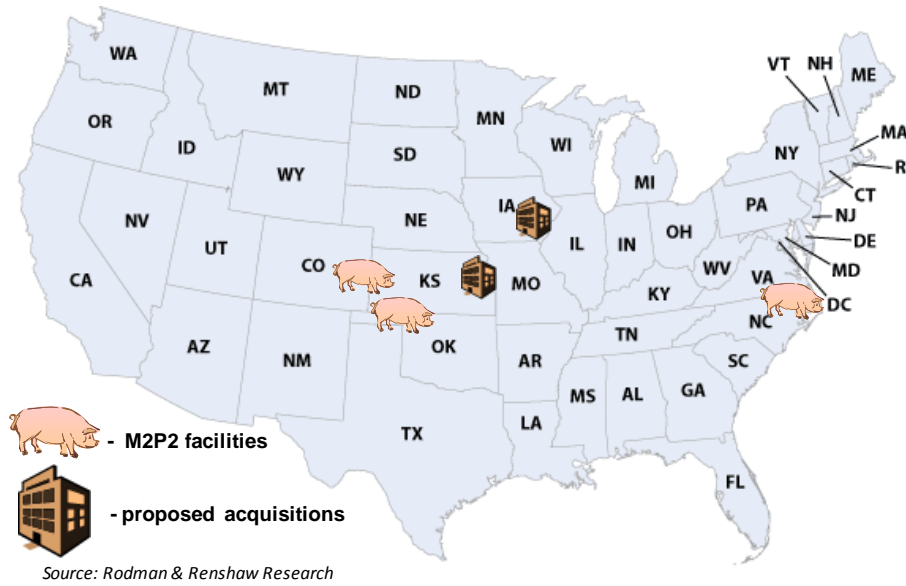 WA
MT
ND
MN
VT
NH
ME
OR
ID
WY
SD
WI
MI
NY
MA
R
CT
NV
UT
NE
IA
PA
NJ
DE
MD
DC
CA
CO
KS
MO
IL
IN
OH
WV
VA
KY
NC
AZ
NM
OK
AR
TN
SC
TX
LA
MS
AL
GA
FL
- M2P2 facilities
- proposed acquisitions
Source: Rodman & Renshaw Research